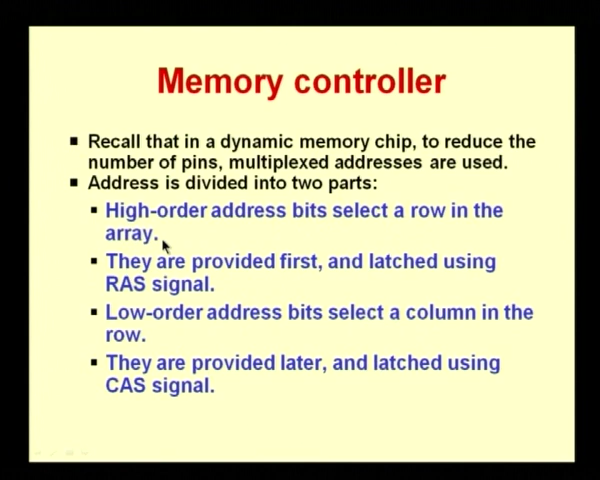 Memory controller
▪ Recall that in a dynamic memory chip, to reduce the
number of pins, multiplexed addresses are used.
▪ Address is divided into two parts:
▪ High-order address bits select a row in the
array.
▪ They are provided first, and latched using
RAS signal.
▪ Low-order address bits select a column in the
row.
▪ They are provided later, and latched using
CAS signal.